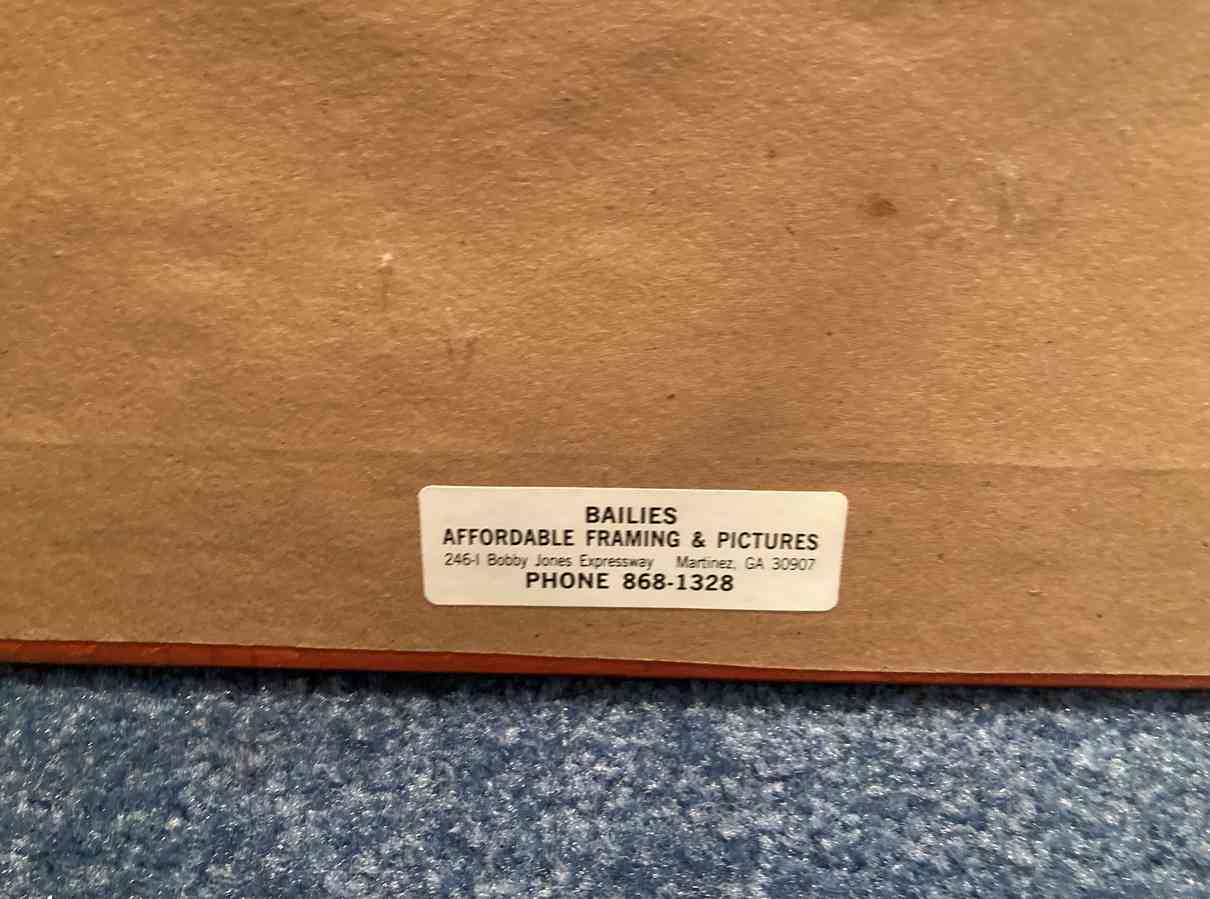 BAILIES
AFFORDABLE FRAMING & PICTURES
246-I Bobby Jones Expressway Martinez, GA 30907
PHONE 868-1328